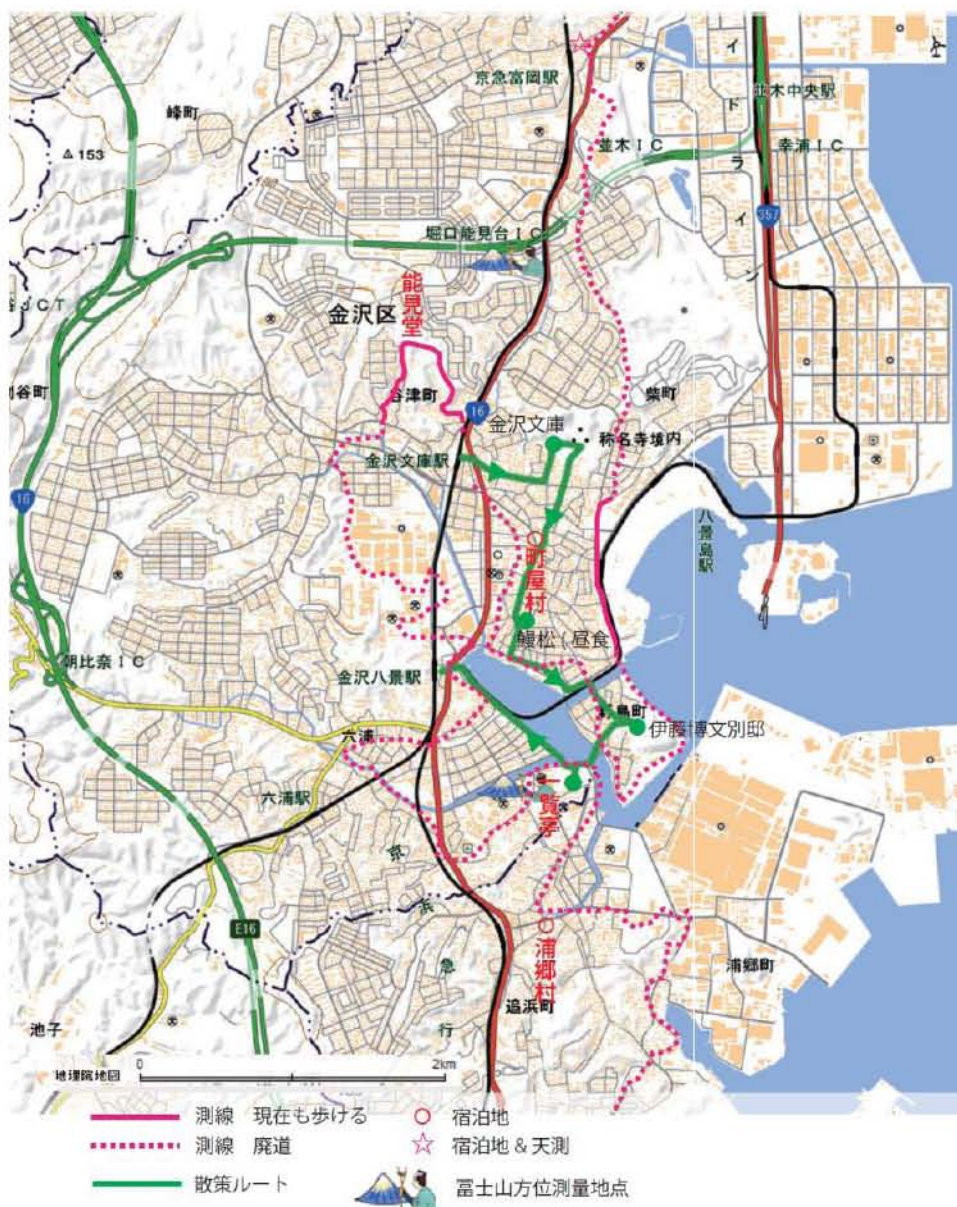 京急富岡駅
並木中央駅
峰町
153
並木IC
幸浦IC
シーサイドライン
357
堀口能見台IC
能見堂
金沢区
谷津町
16
柴町
金沢文庫
称名寺境内
金沢文庫駅
16
八景島駅
町屋村
鰻松(昼食
朝比奈IC
金沢八景駅
伊藤博文別邸
六浦
一覧亭
六浦駅
京浜急行
E16
浦郷村
浦郷町
追浜町
池子
地理院地図
0
2km
測線 現在も歩ける
宿泊地
測線 廃道
宿泊地&天測
散策ルート
富士山方位測量地点